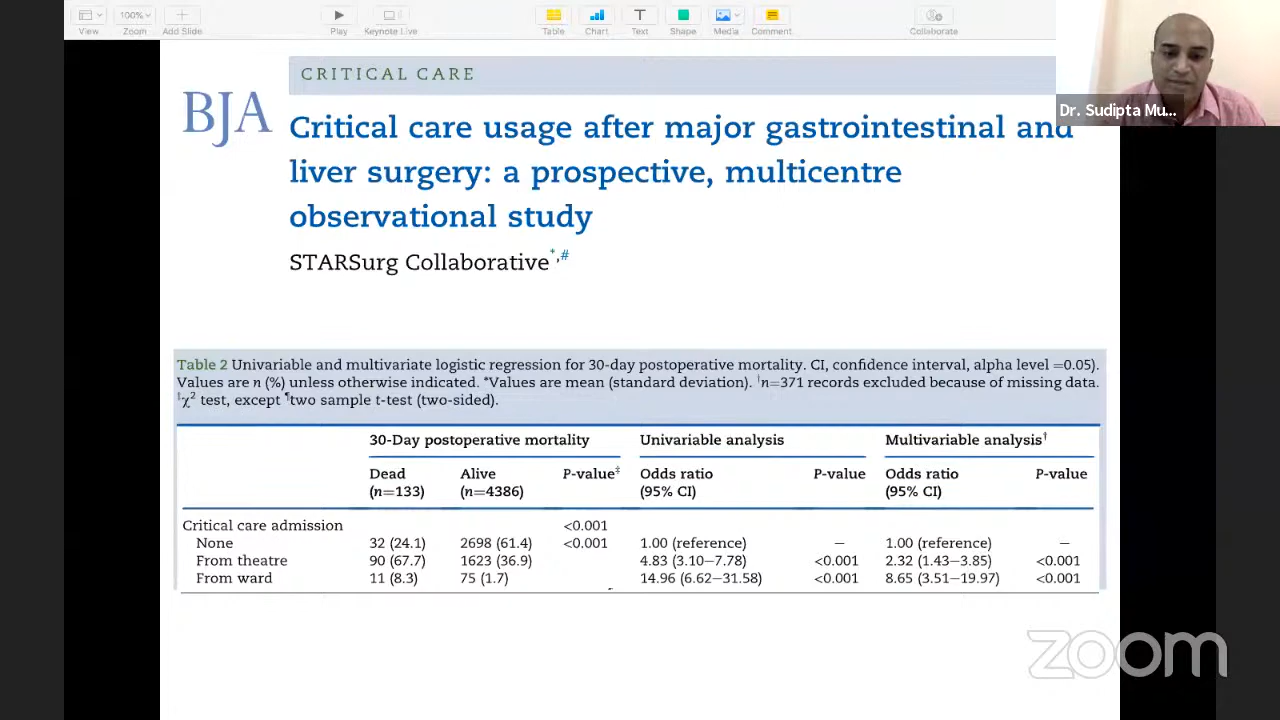 100%
View
Zoom
Add Slide
Play
Keynote Live
Table
Chart
Text
Shape
Media
Comment
Collaborate
Dr. Sudipta Mu...
CRITICAL CARE
BJA
Critical care usage after major gastrointestinal and
liver surgery: a prospective, multicentre
observational study
STARSurg Collaborative*,#
Table 2 Univariable and multivariate logistic regression for 30-day postoperative mortality. CI, confidence interval, alpha level =0.05).
Values are n (%) unless otherwise indicated. *Values are mean (standard deviation). †n=371 records excluded because of missing data.
‡χ² test, except ¶two sample t-test (two-sided).
30-Day postoperative mortality Univariable analysis Multivariable analysis†
Dead Alive P-value‡ Odds ratio P-value Odds ratio P-value
(n=133) (n=4386) (95% CI) (95% CI)
Critical care admission <0.001
None 32 (24.1) 2698 (61.4) <0.001 1.00 (reference) — 1.00 (reference) —
From theatre 90 (67.7) 1623 (36.9) 4.83 (3.10–7.78) <0.001 2.32 (1.43–3.85) <0.001
From ward 11 (8.3) 75 (1.7) 14.96 (6.62–31.58) <0.001 8.65 (3.51–19.97) <0.001
zoom